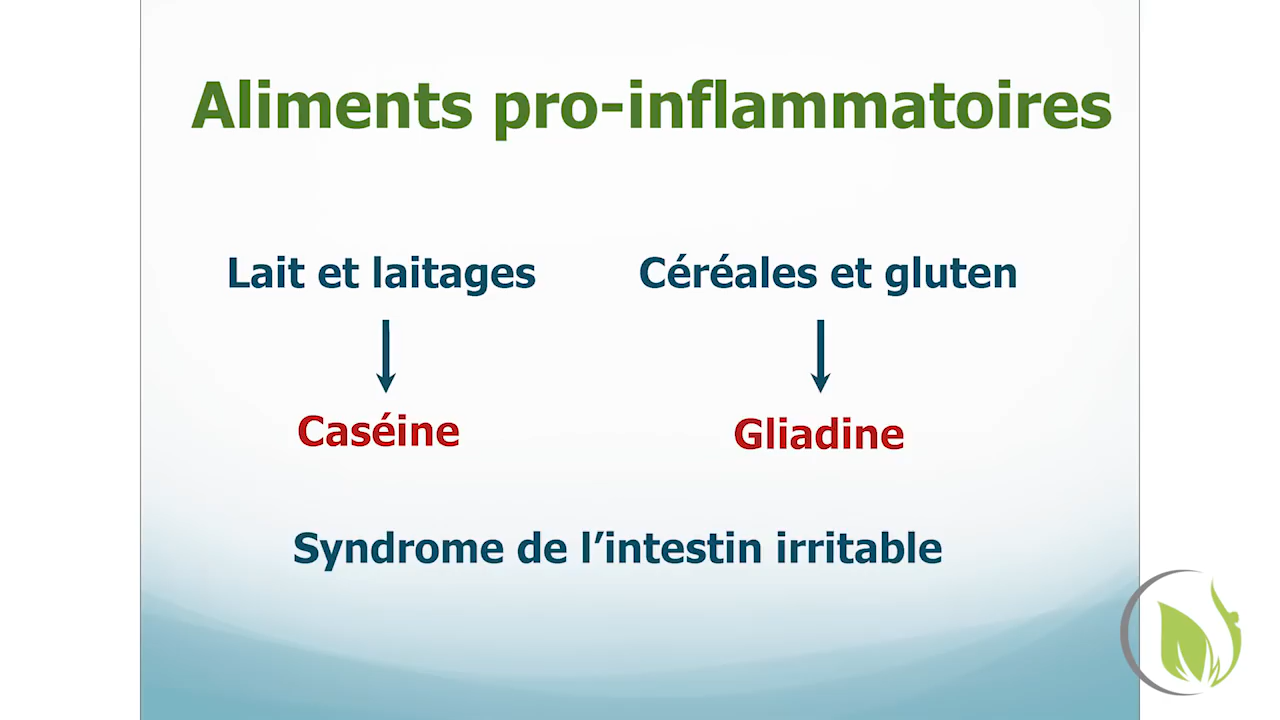 Aliments pro-inflammatoires
Lait et laitages
Céréales et gluten
Caséine
Gliadine
Syndrome de l’intestin irritable